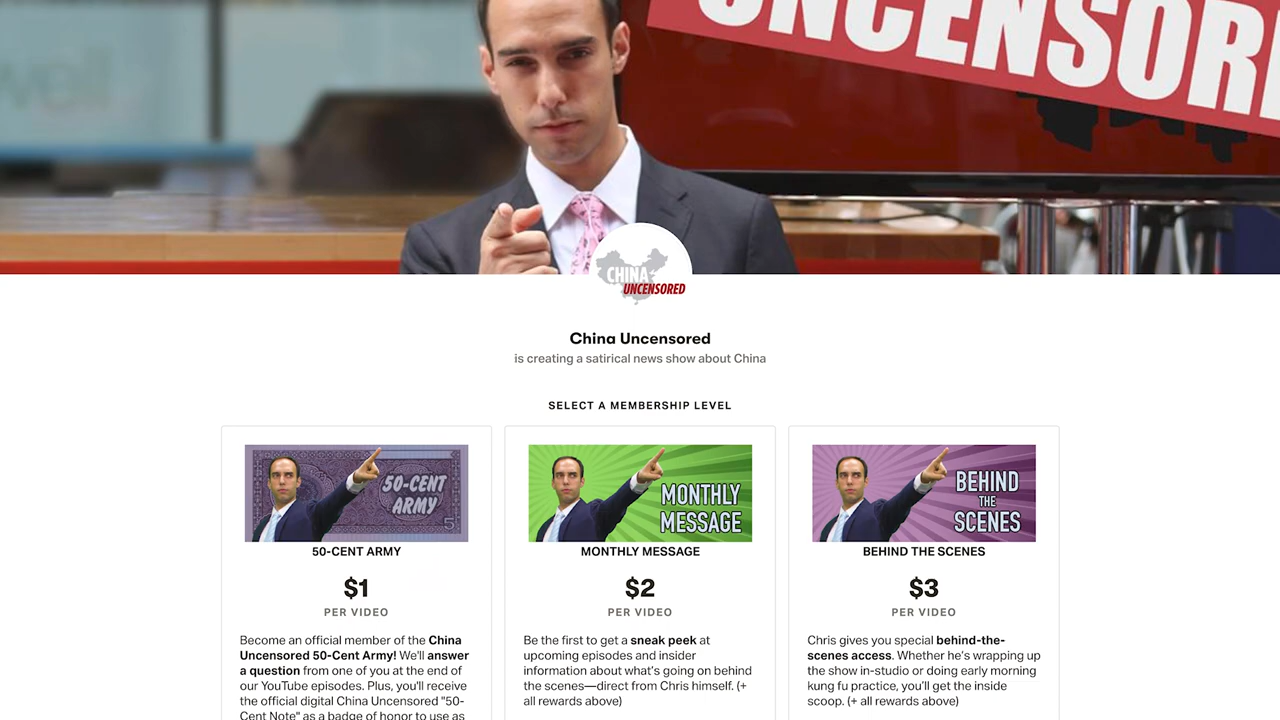 UNCENSOR
well
CHINA
UNCENSORED
China Uncensored
is creating a satirical news show about China
SELECT A MEMBERSHIP LEVEL
50-CENT
ARMY
5
50-CENT ARMY
$1
PER VIDEO
Become an official member of the China
Uncensored 50-Cent Army! We'll answer
a question from one of you at the end of
our YouTube episodes. Plus, you'll receive
the official digital China Uncensored "50-
Cent Note" as a badge of honor to use as
MONTHLY
MESSAGE
MONTHLY MESSAGE
$2
PER VIDEO
Be the first to get a sneak peek at
upcoming episodes and insider
information about what's going on behind
the scenes—direct from Chris himself. (+
all rewards above)
BEHIND
THE
SCENES
BEHIND THE SCENES
$3
PER VIDEO
Chris gives you special behind-the-
scenes access. Whether he's wrapping up
the show in-studio or doing early morning
kung fu practice, you'll get the inside
scoop. (+ all rewards above)